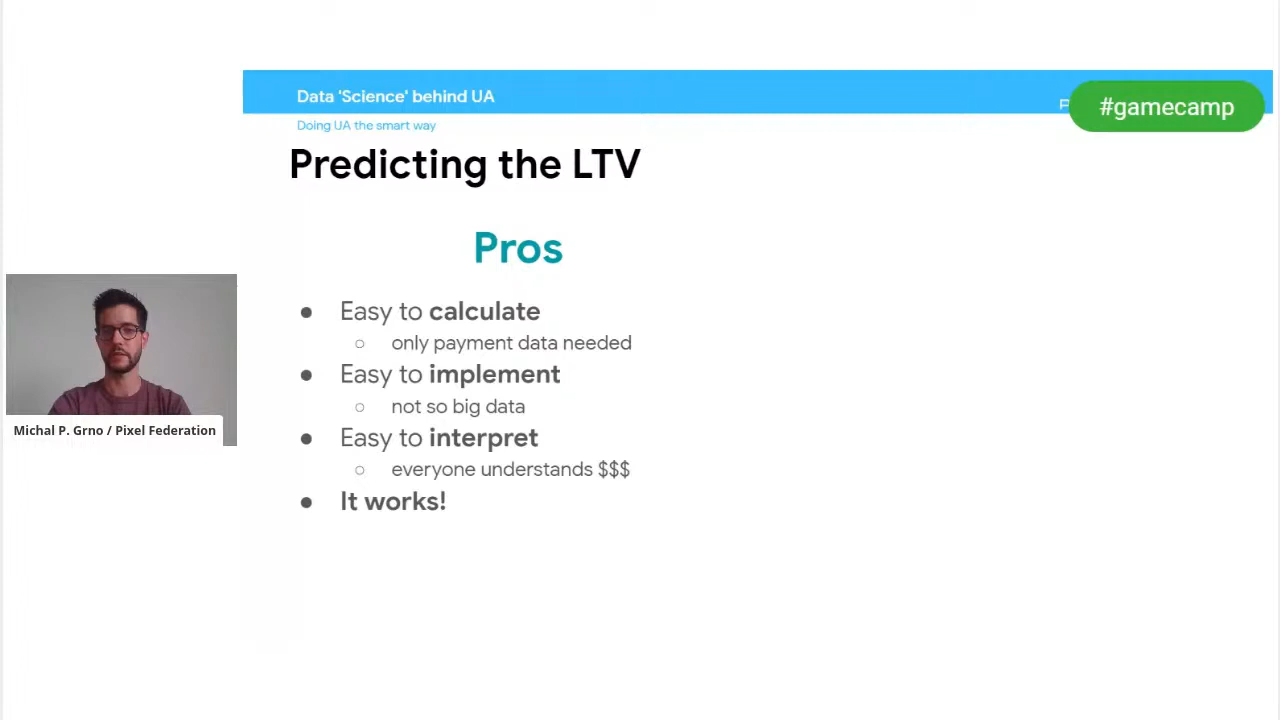 Data 'Science' behind UA
#gamecamp
Doing UA the smart way
Predicting the LTV
Pros
● Easy to calculate
○ only payment data needed
● Easy to implement
○ not so big data
● Easy to interpret
○ everyone understands $$$
● It works!
Michal P. Grno / Pixel Federation